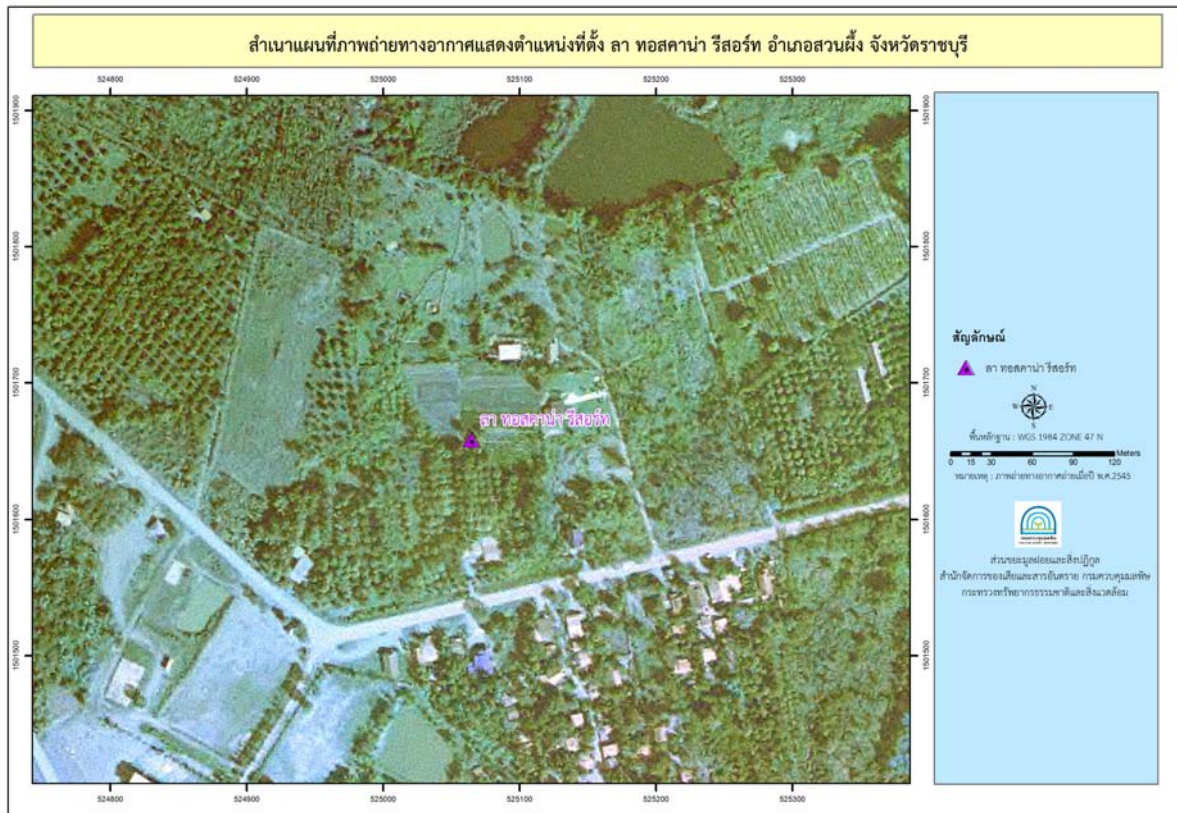 สำเนาแผนที่ภาพถ่ายทางอากาศแสดงตำแหน่งที่ตั้ง ลา ทอสคาน่า รีสอร์ท อำเภอสวนผึ้ง จังหวัดราชบุรี
524800 524900 525000 525100 525200 525300
1501900 1501900
1501800 1501800
1501700 1501700
1501600 1501600
1501500 1501500
ลา ทอสคาน่า รีสอร์ท
524800 524900 525000 525100 525200 525300
สัญลักษณ์
ลา ทอสคาน่า รีสอร์ท
N
W E
S
พื้นหลักฐาน : WGS 1984 ZONE 47 N
Meters
0 15 30 60 90 120
หมายเหตุ : ภาพถ่ายทางอากาศถ่ายเมื่อปี พ.ศ.2545
ส่วนขยะมูลฝอยและสิ่งปฏิกูล
สำนักจัดการของเสียและสารอันตราย กรมควบคุมมลพิษ
กระทรวงทรัพยากรธรรมชาติและสิ่งแวดล้อม